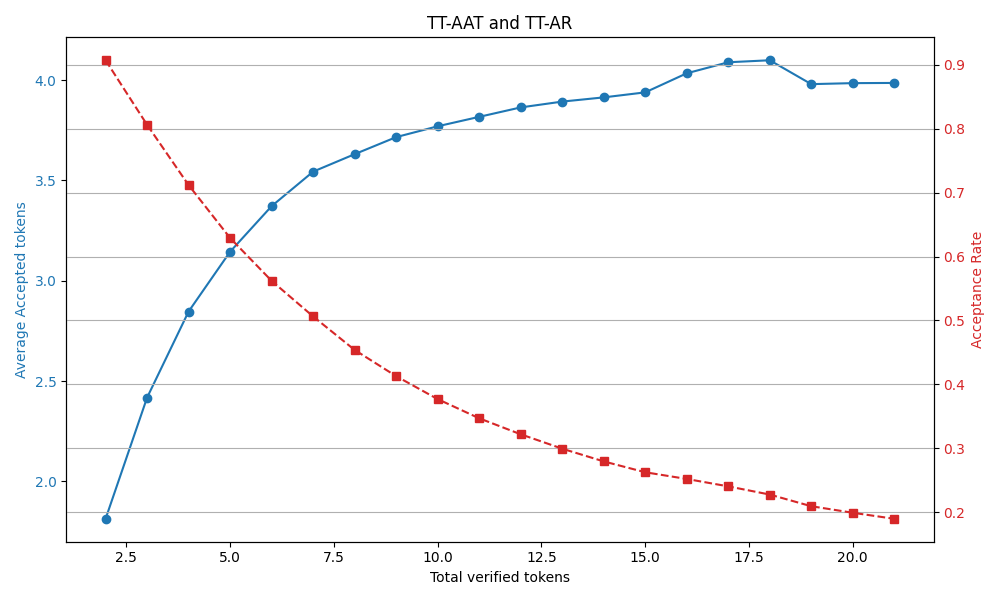 TT-AAT and TT-AR
Average Accepted tokens
4.0
3.5
3.0
2.5
2.0
0.9
0.8
0.7
0.6
0.5
0.4
0.3
0.2
Acceptance Rate
2.5 5.0 7.5 10.0 12.5 15.0 17.5 20.0
Total verified tokens